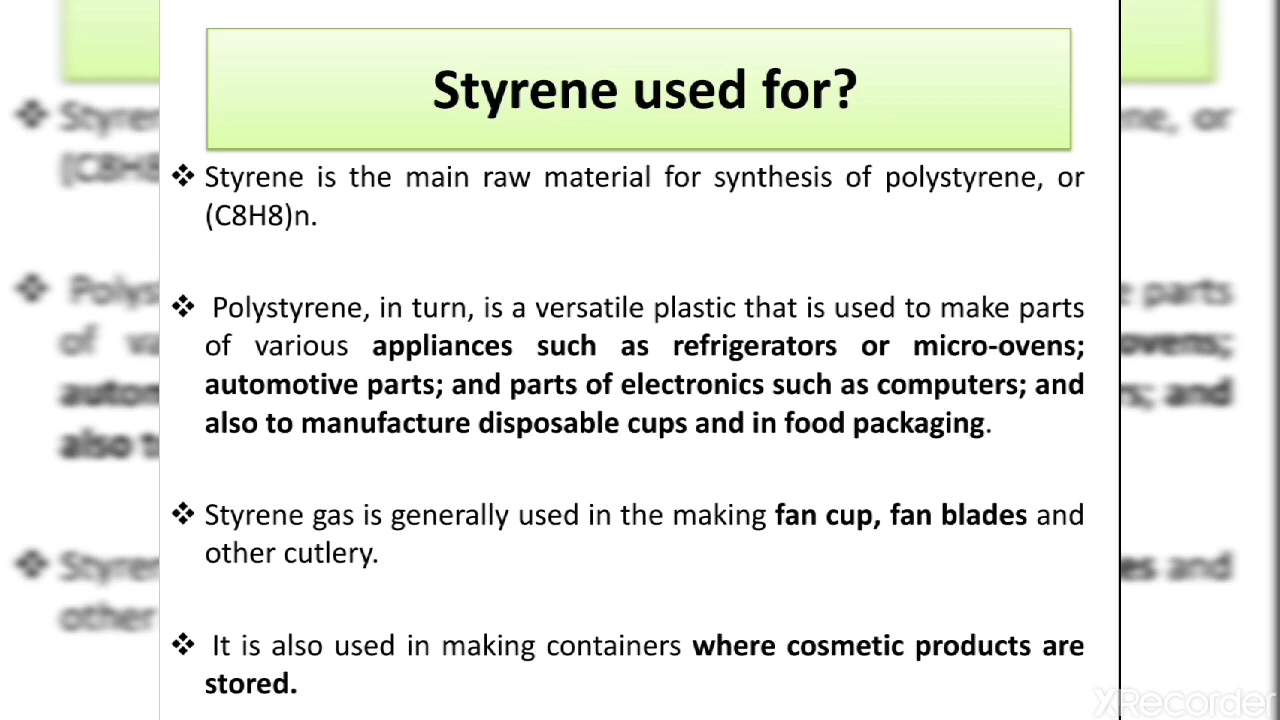 Styrene used for?
❖ Styrene is the main raw material for synthesis of polystyrene, or
(C8H8)n.
❖ Polystyrene, in turn, is a versatile plastic that is used to make parts
of various appliances such as refrigerators or micro-ovens;
automotive parts; and parts of electronics such as computers; and
also to manufacture disposable cups and in food packaging.
❖ Styrene gas is generally used in the making fan cup, fan blades and
other cutlery.
❖ It is also used in making containers where cosmetic products are
stored.
XRecorder